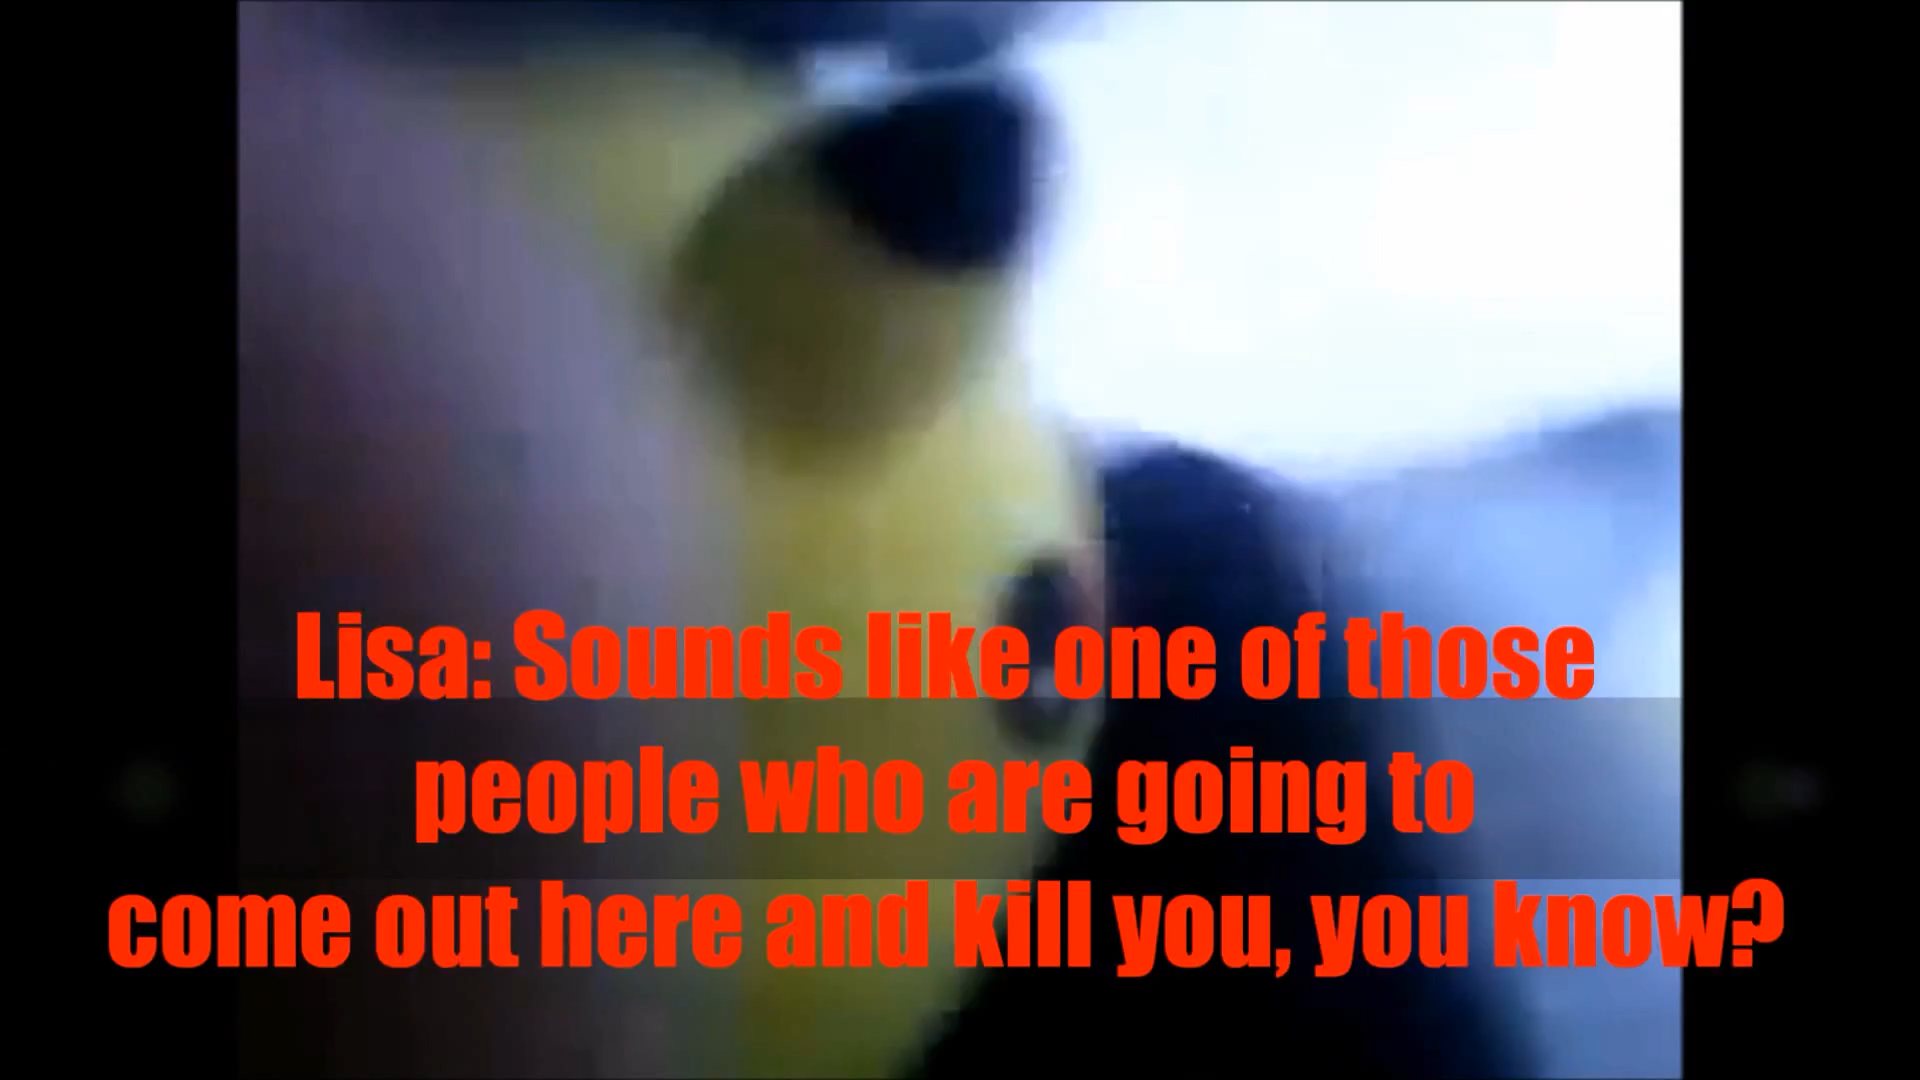 Lisa: Sounds like one of those
people who are going to
come out here and kill you, you know?